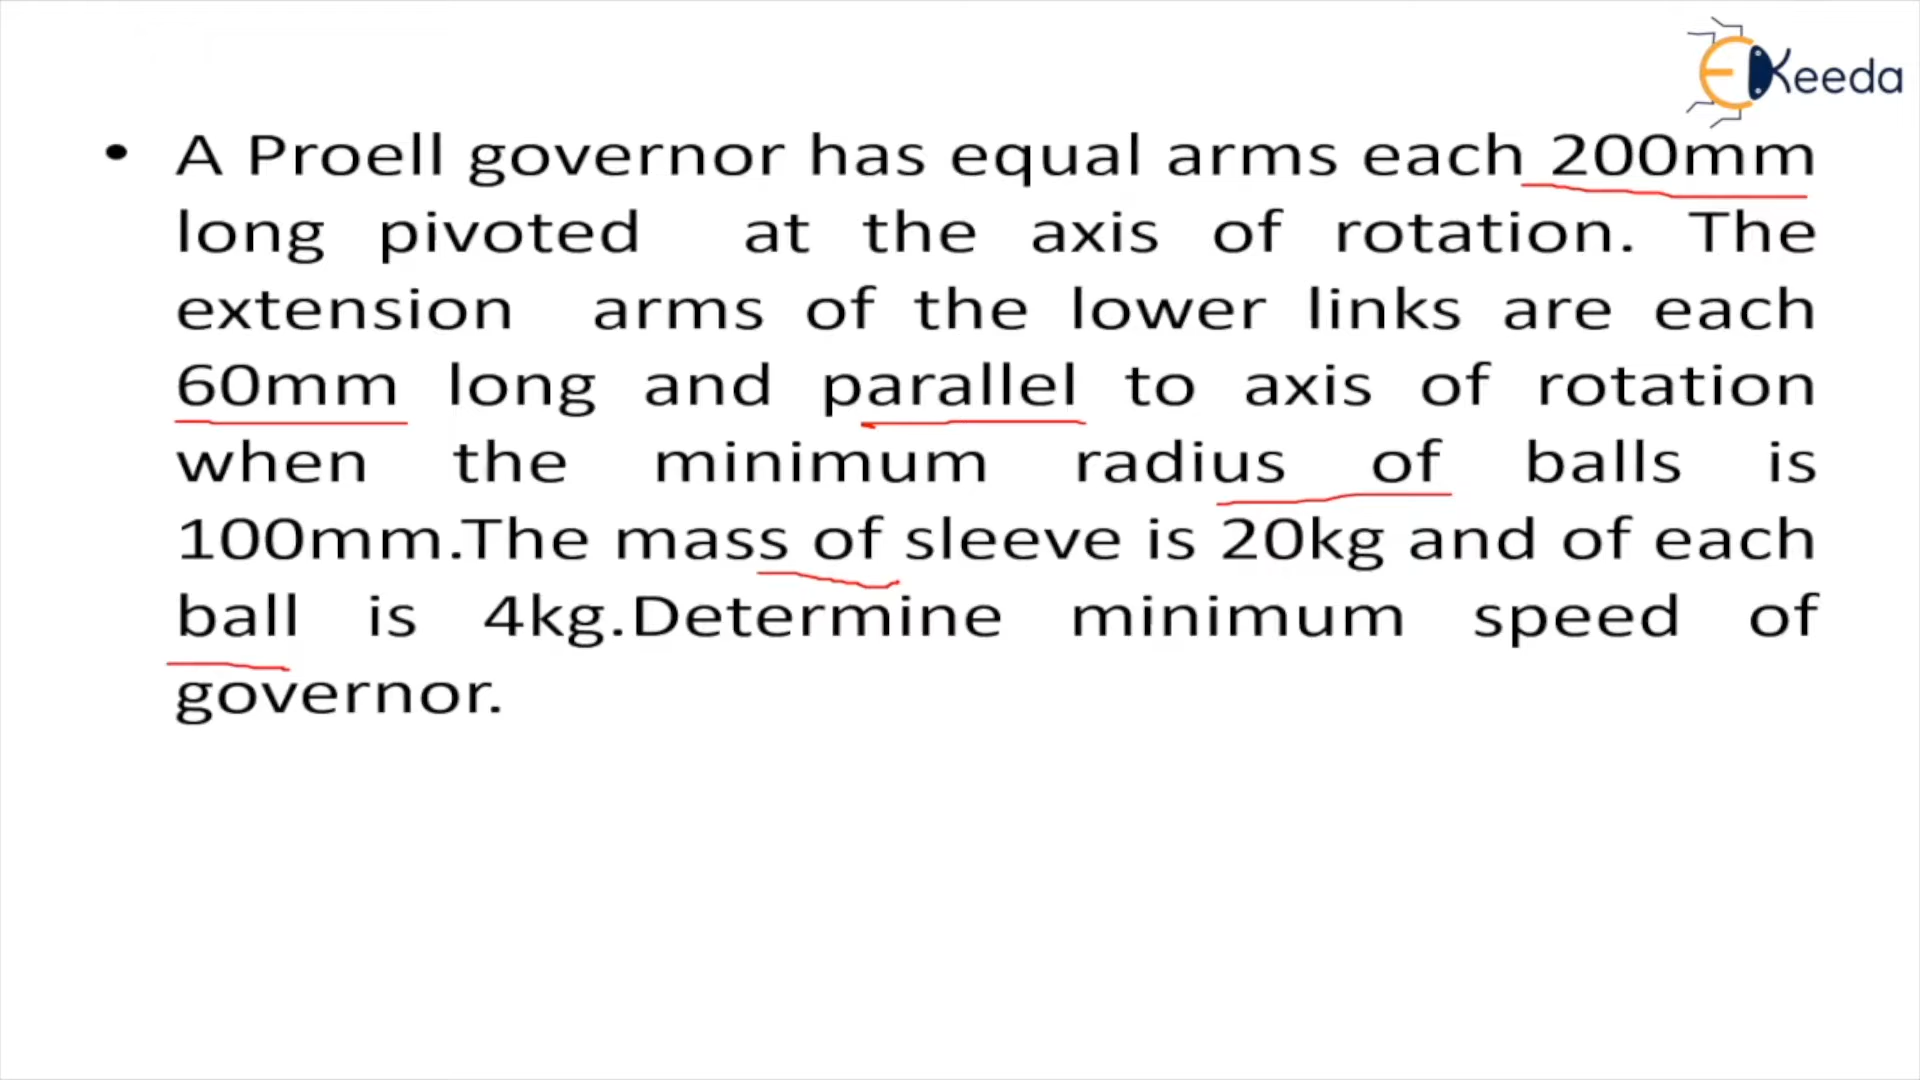 EKeeda
• A Proell governor has equal arms each 200mm
long pivoted at the axis of rotation. The
extension arms of the lower links are each
60mm long and parallel to axis of rotation
when the minimum radius of balls is
100mm.The mass of sleeve is 20kg and of each
ball is 4kg.Determine minimum speed of
governor.